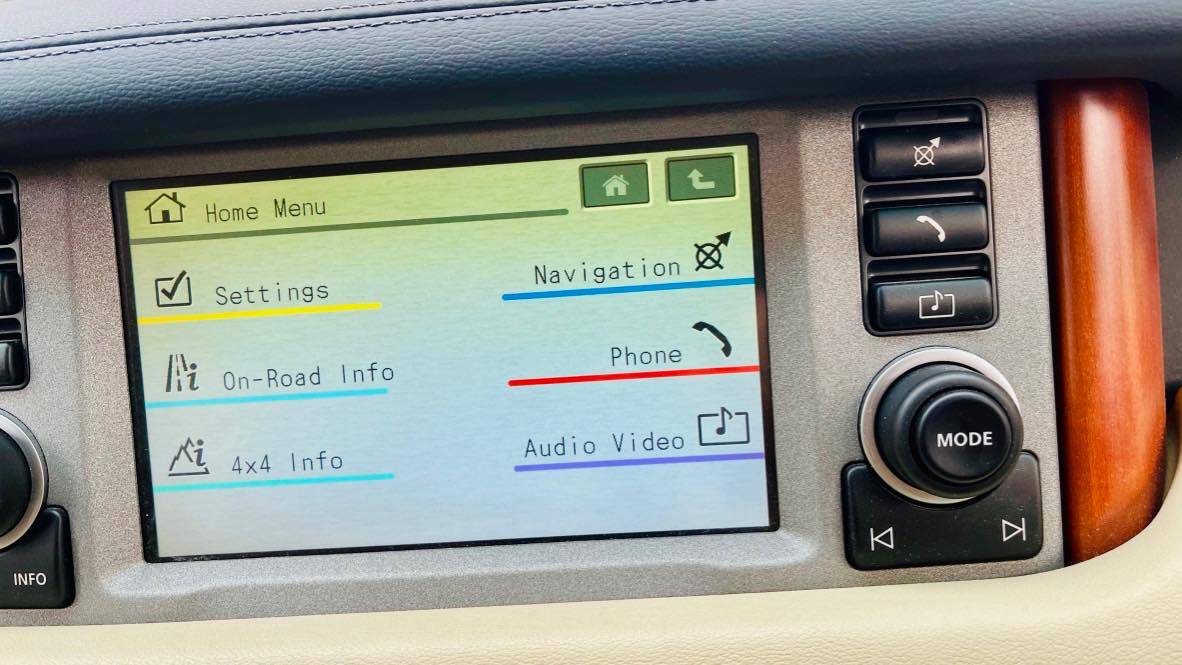 Home Menu
Settings
Navigation
On-Road Info
Phone
4x4 Info
Audio Video
MODE
INFO